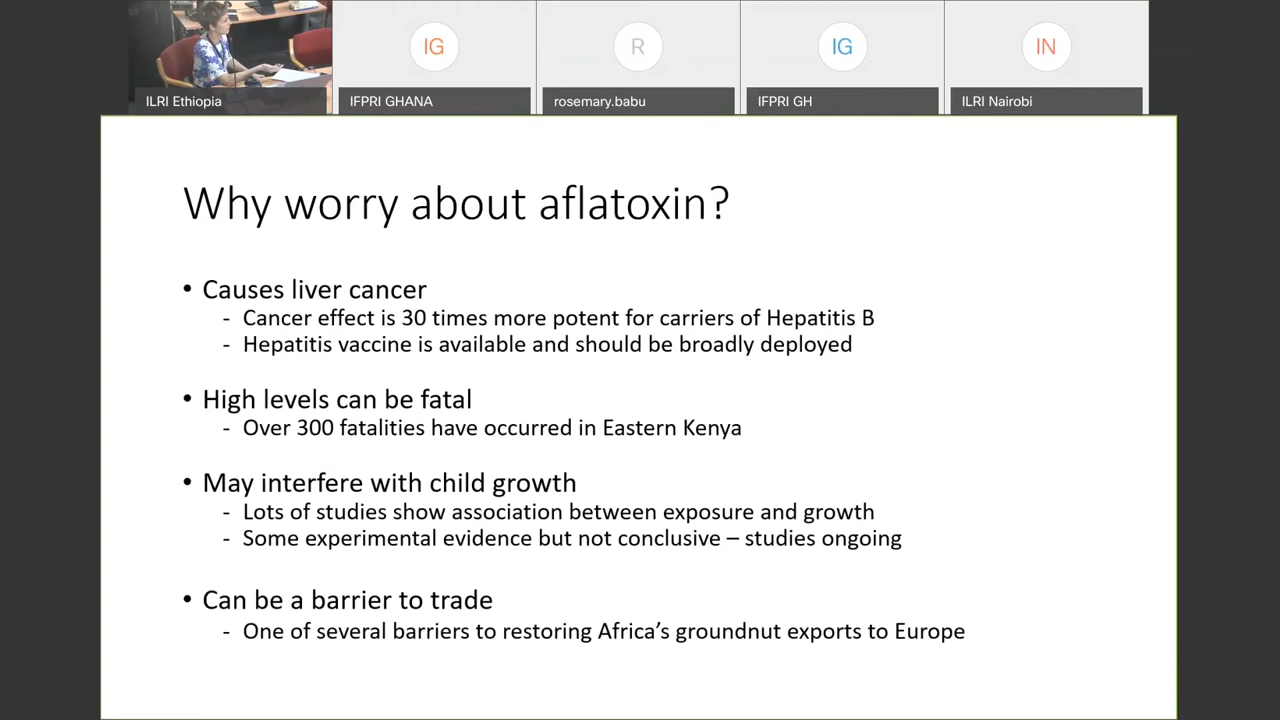 IG
R
IG
IN
ILRI Ethiopia
IFPRI GHANA
rosemary.babu
IFPRI GH
ILRI Nairobi
Why worry about aflatoxin?
• Causes liver cancer
- Cancer effect is 30 times more potent for carriers of Hepatitis B
- Hepatitis vaccine is available and should be broadly deployed
• High levels can be fatal
- Over 300 fatalities have occurred in Eastern Kenya
• May interfere with child growth
- Lots of studies show association between exposure and growth
- Some experimental evidence but not conclusive – studies ongoing
• Can be a barrier to trade
- One of several barriers to restoring Africa’s groundnut exports to Europe